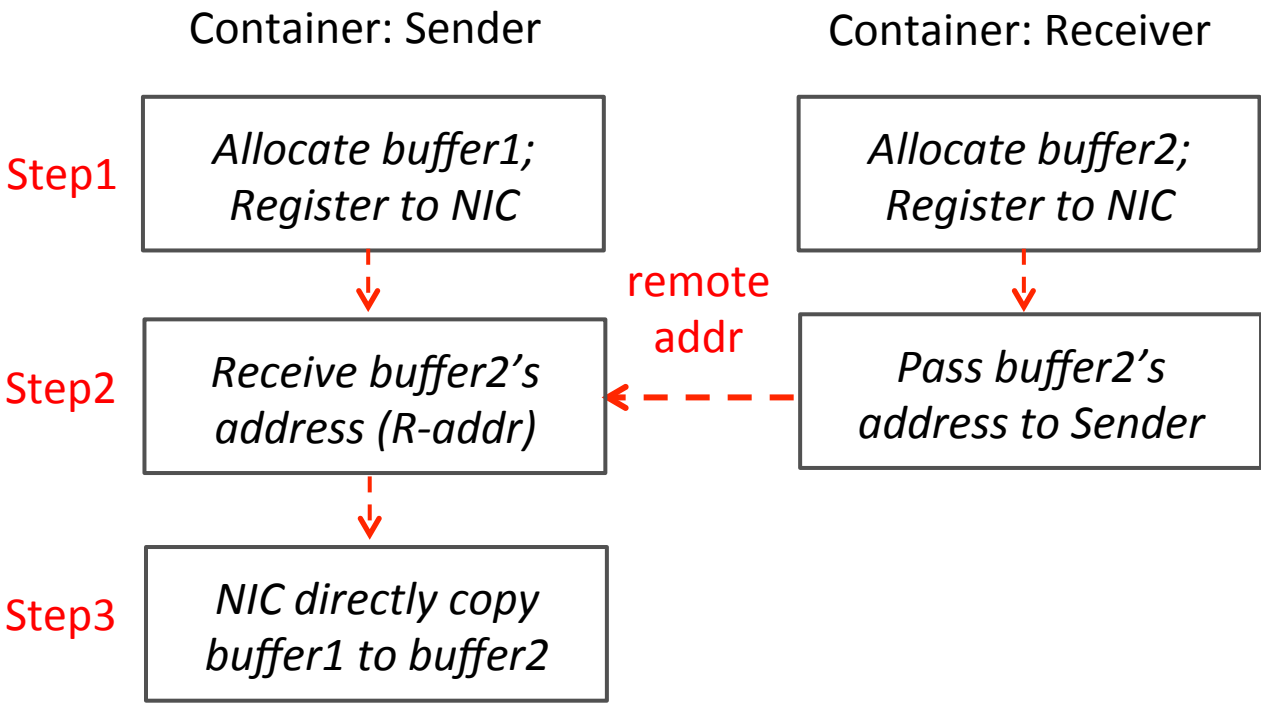 Container: Sender
Container: Receiver
Step1
Allocate buffer1;
Register to NIC
Allocate buffer2;
Register to NIC
remote
addr
Step2
Receive buffer2’s
address (R-addr)
Pass buffer2’s
address to Sender
Step3
NIC directly copy
buffer1 to buffer2